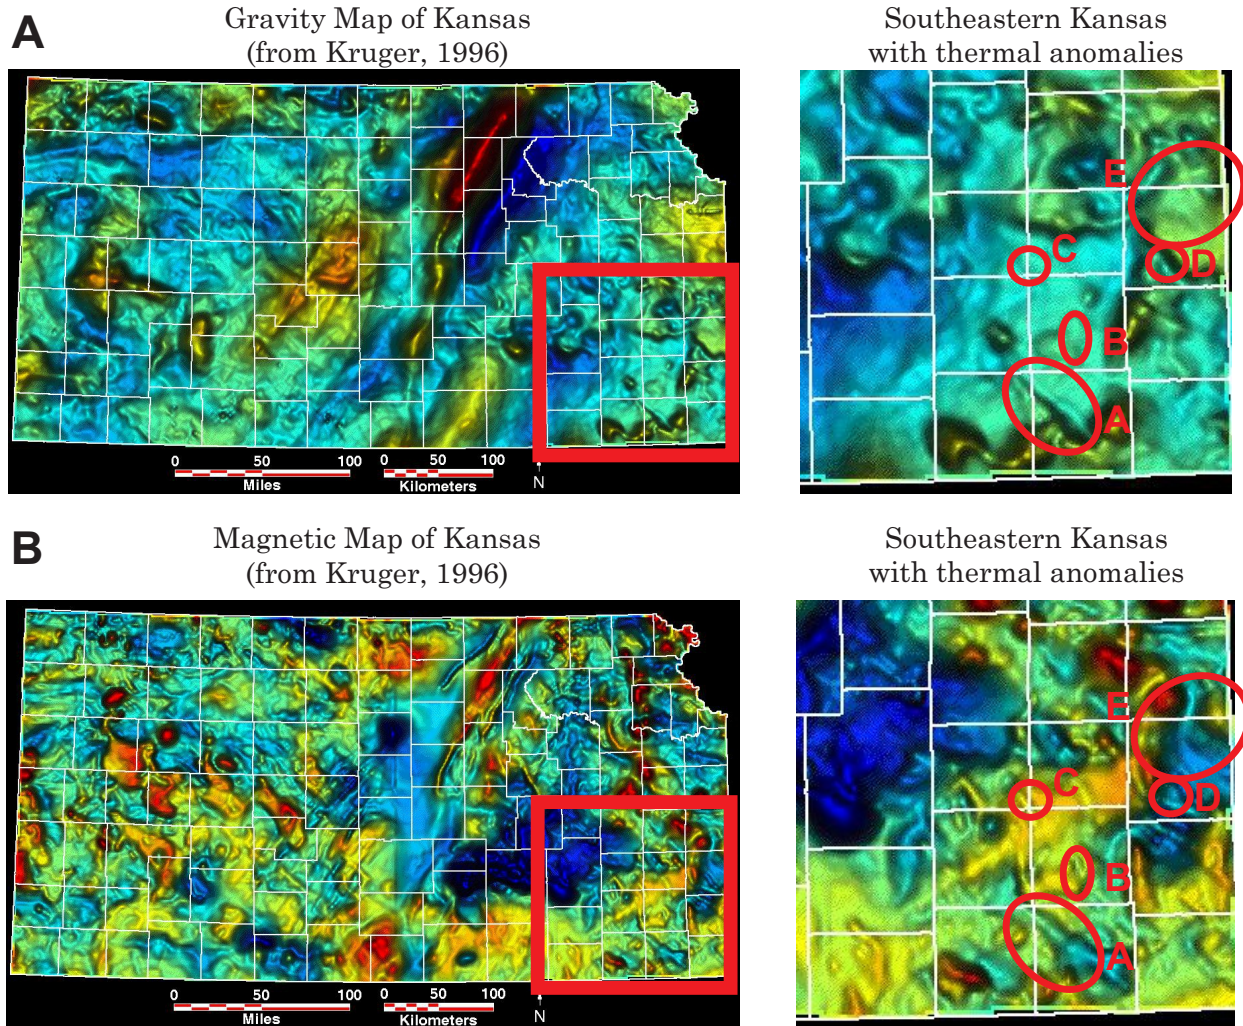 A
Gravity Map of Kansas
(from Kruger, 1996)
Southeastern Kansas
with thermal anomalies
E
C
D
B
A
0 50 100
Miles
0 50 100
Kilometers
N
B
Magnetic Map of Kansas
(from Kruger, 1996)
Southeastern Kansas
with thermal anomalies
E
C
D
B
A
0 50 100
Miles
0 50 100
Kilometers
N